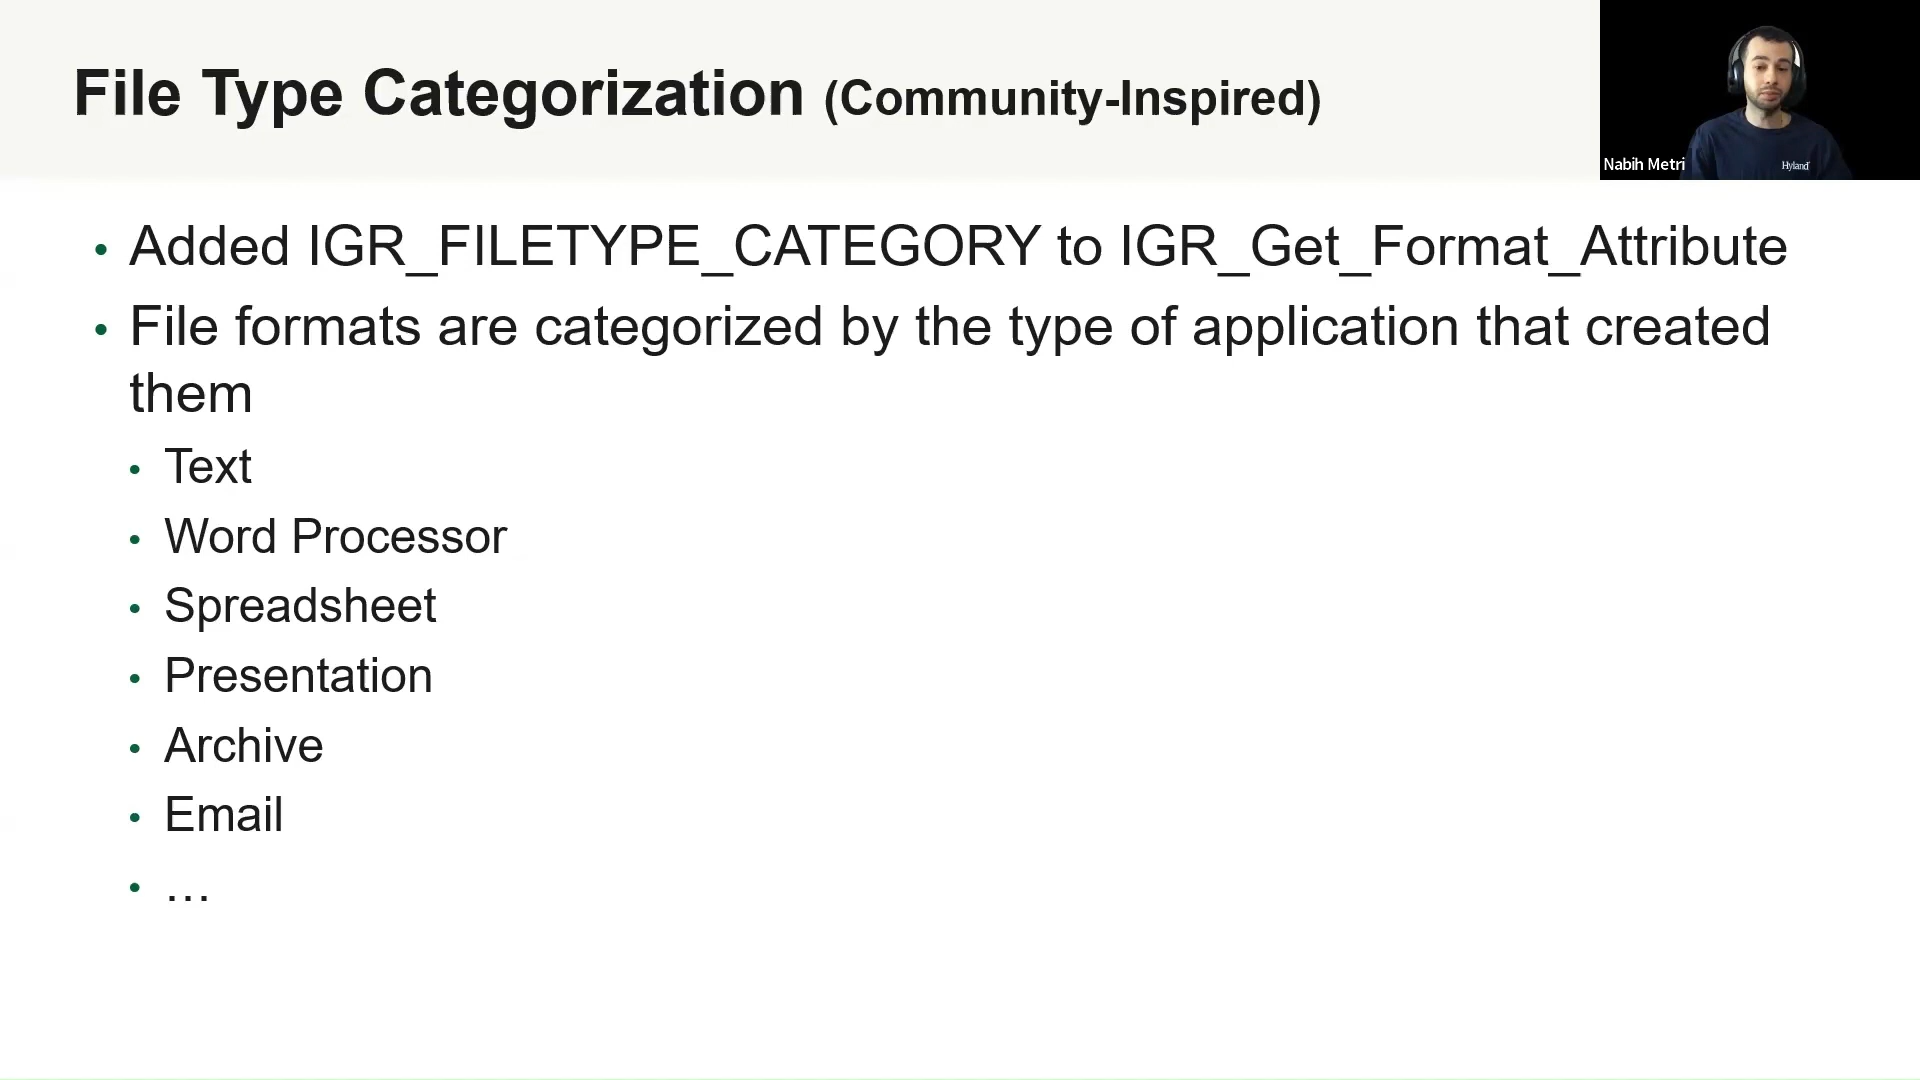 File Type Categorization (Community-Inspired)
Nabih Metri
Hyland
• Added IGR_FILETYPE_CATEGORY to IGR_Get_Format_Attribute
• File formats are categorized by the type of application that created
them
• Text
• Word Processor
• Spreadsheet
• Presentation
• Archive
• Email
• …